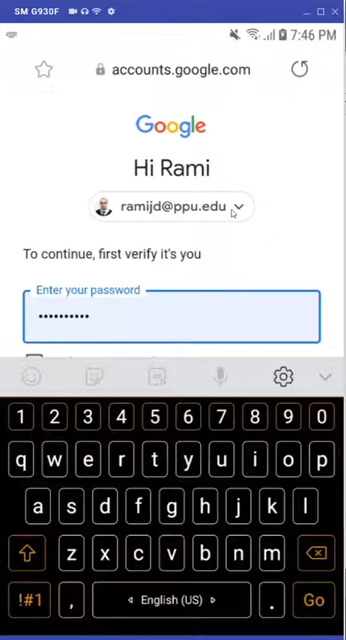 SM G930F
7:46 PM
accounts.google.com
Google
Hi Rami
ramijd@ppu.edu
To continue, first verify it's you
Enter your password
••••••••••
1 2 3 4 5 6 7 8 9 0
q w e r t y u i o p
a s d f g h j k l
z x c v b n m
!#1 , English (US) . Go